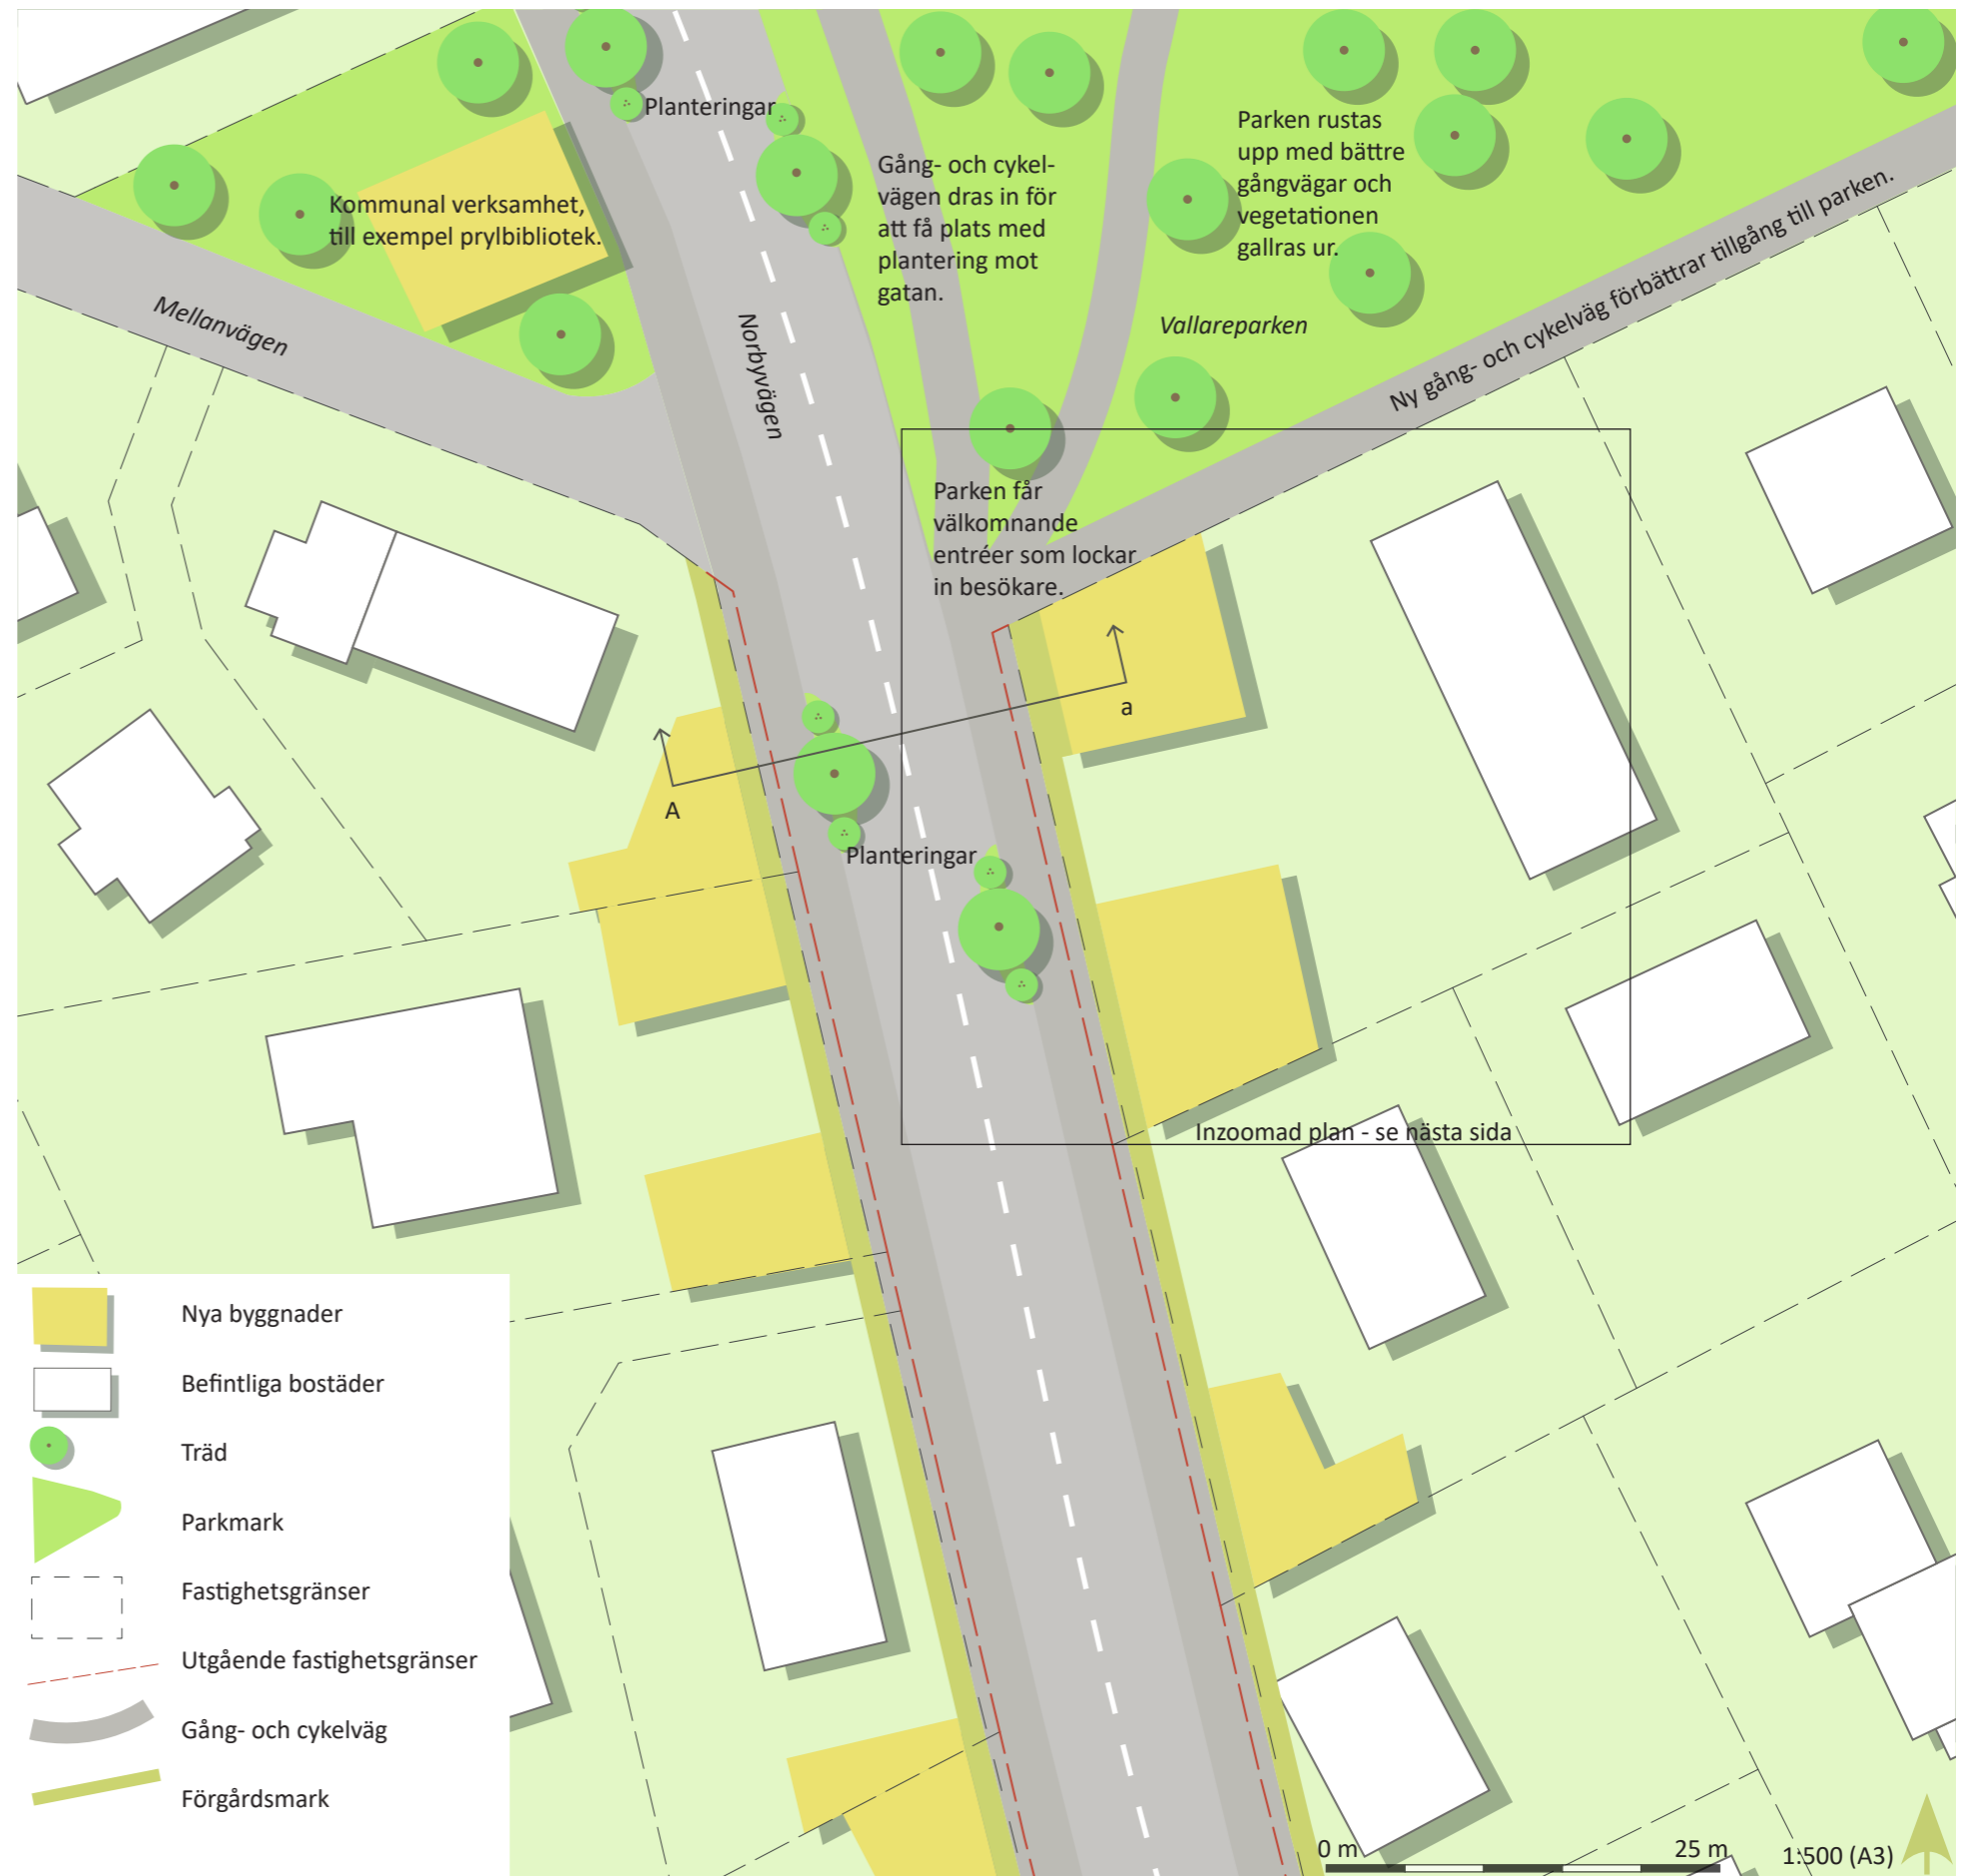 Planteringar
Gång- och cykel-
vägen dras in för
att få plats med
plantering mot
gatan.
Parken rustas
upp med bättre
gångvägar och
vegetationen
gallras ur.
Kommunal verksamhet,
till exempel prylbibliotek.
Mellanvägen
Norbyvägen
Vallareparken
Ny gång- och cykelväg förbättrar tillgång till parken.
Parken får
välkomnande
entréer som lockar
in besökare.
a
A
Planteringar
Inzoomad plan - se nästa sida
Nya byggnader
Befintliga bostäder
Träd
Parkmark
Fastighetsgränser
Utgående fastighetsgränser
Gång- och cykelväg
Förgårdsmark
0 m
25 m
1:500 (A3)